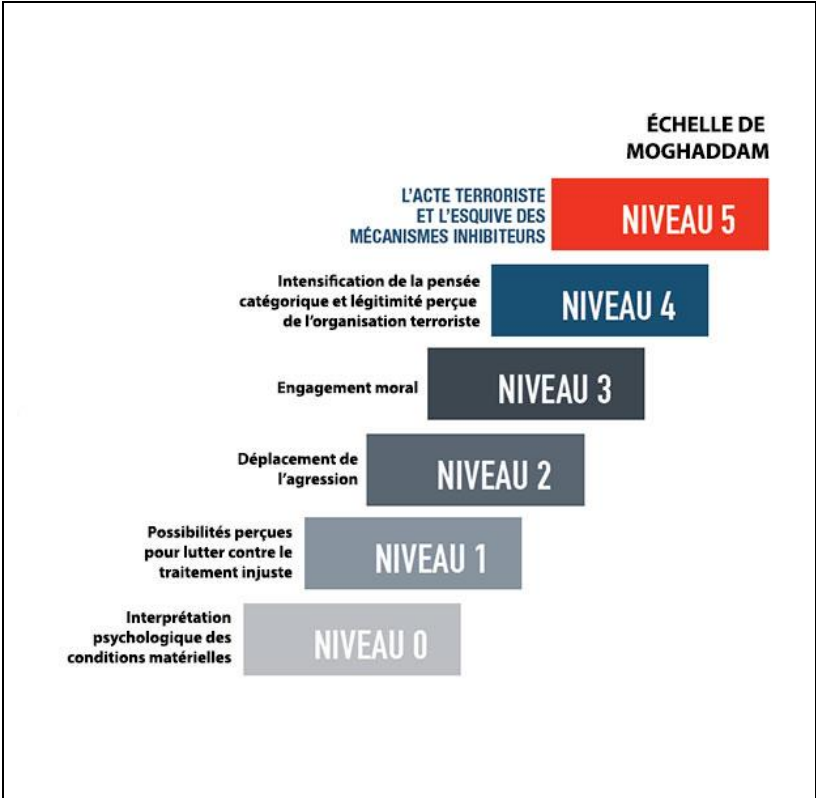 ÉCHELLE DE
MOGHADDAM
L'ACTE TERRORISTE
ET L'ESQUIVE DES
MÉCANISMES INHIBITEURS
NIVEAU 5
Intensification de la pensée
catégorique et légitimité perçue
de l'organisation terroriste
NIVEAU 4
Engagement moral
NIVEAU 3
Déplacement de
l'agression
NIVEAU 2
Possibilités perçues
pour lutter contre le
traitement injuste
NIVEAU 1
Interprétation
psychologique des
conditions matérielles
NIVEAU 0